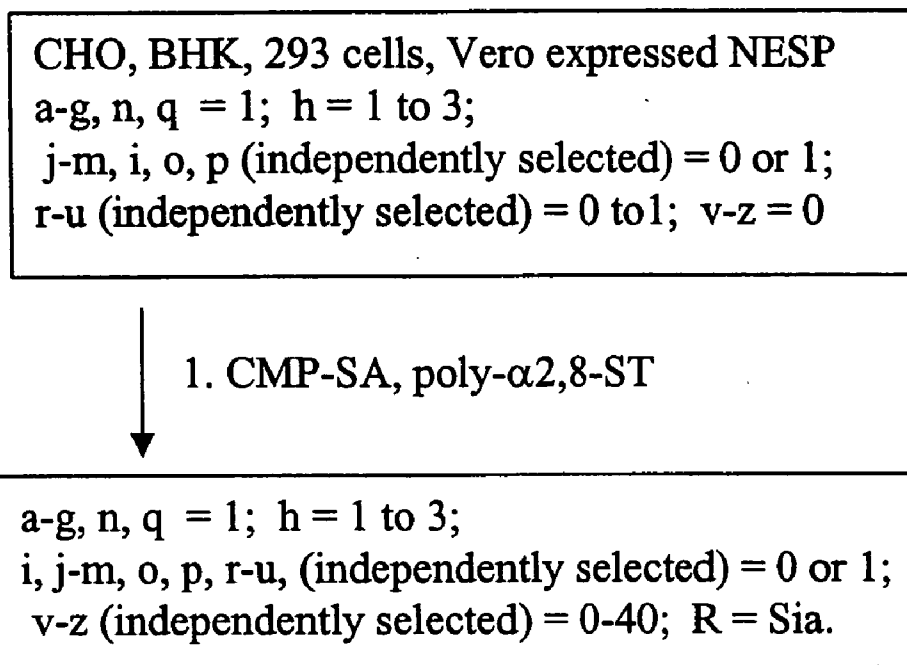 CHO, BHK, 293 cells, Vero expressed NESP
a-g, n, q = 1; h = 1 to 3;
j-m, i, o, p (independently selected) = 0 or 1;
r-u (independently selected) = 0 to1; v-z = 0
1. CMP-SA, poly-α2,8-ST
a-g, n, q = 1; h = 1 to 3;
i, j-m, o, p, r-u, (independently selected) = 0 or 1;
v-z (independently selected) = 0-40; R = Sia.